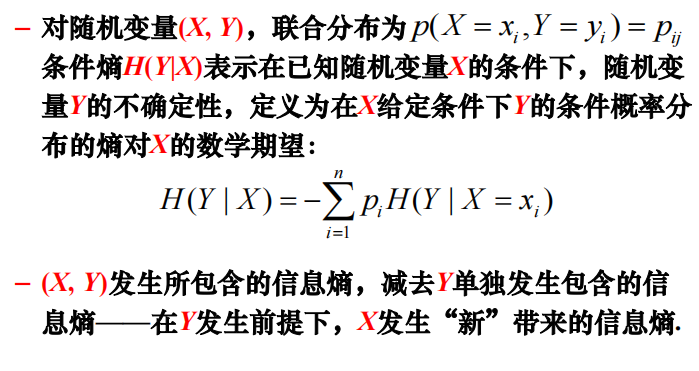 – 对随机变量(X, Y)，联合分布为 p(X = x_i, Y = y_i) = p_{ij}
条件熵H(Y|X)表示在已知随机变量X的条件下，随机变
量Y的不确定性，定义为在X给定条件下Y的条件概率分
布的熵对X的数学期望：
H(Y | X) = -\sum_{i=1}^{n} p_i H(Y | X = x_i)
– (X, Y)发生所包含的信息熵，减去Y单独发生包含的信
息熵——在Y发生前提下，X发生“新”带来的信息熵.